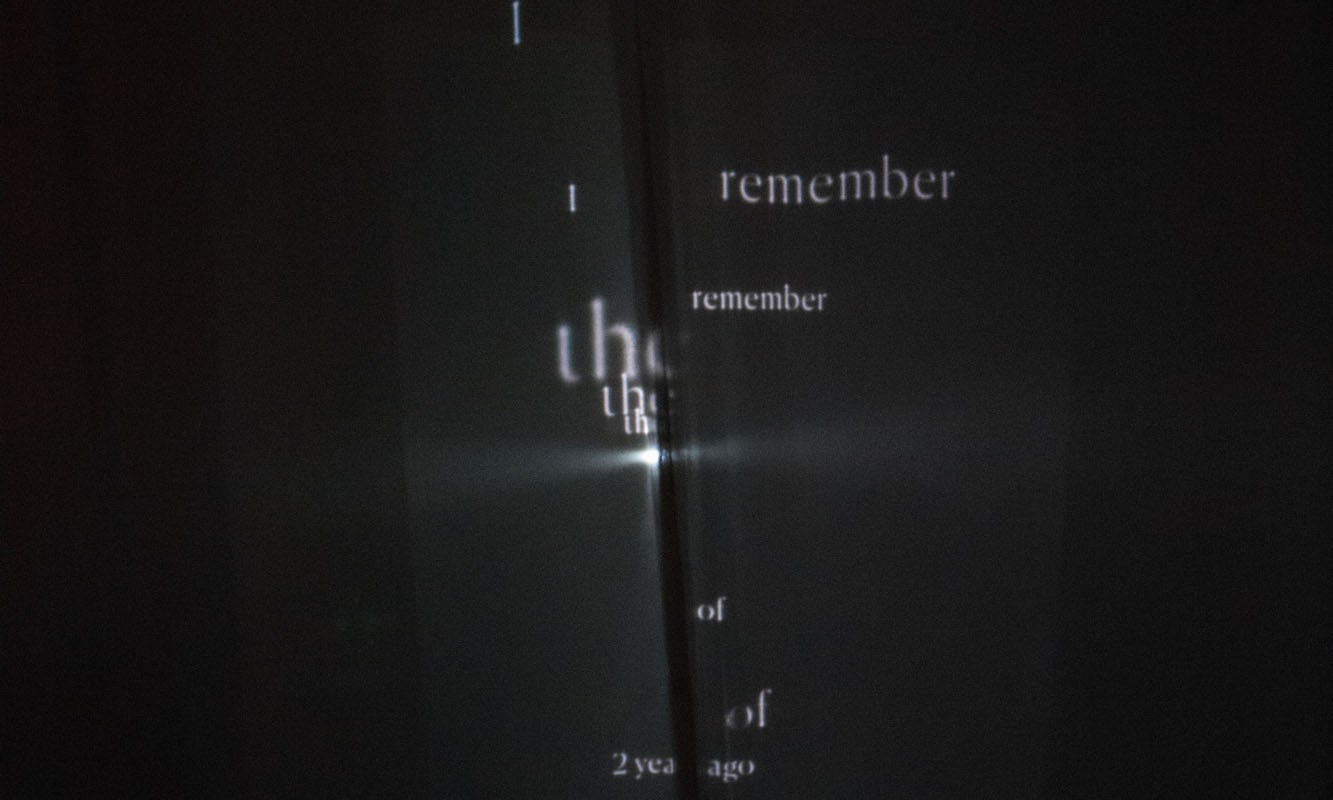 I
I remember
remember
the
the
th
of
of
2 yea ago